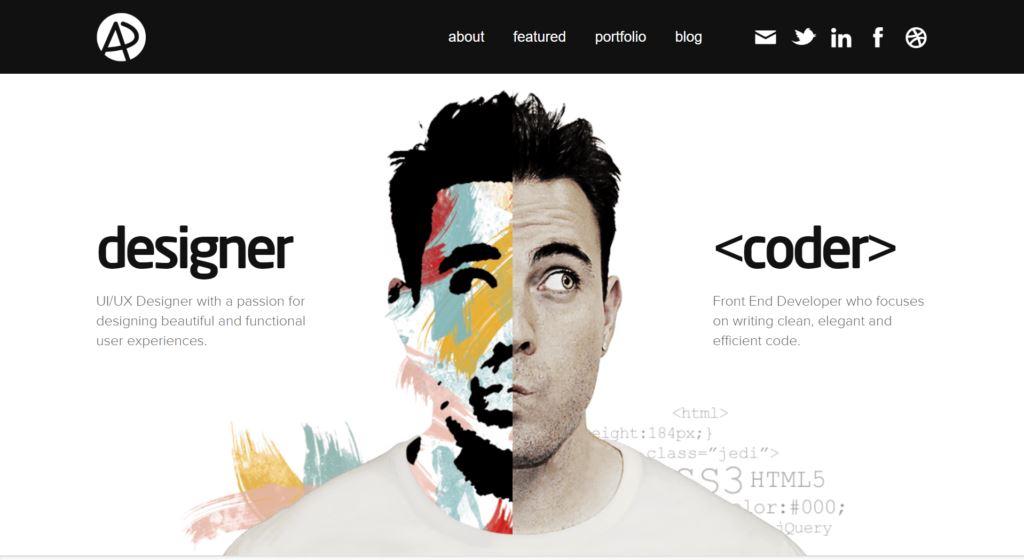 AP
about
featured
portfolio
blog
designer
UI/UX Designer with a passion for
designing beautiful and functional
user experiences.
<coder>
Front End Developer who focuses
on writing clean, elegant and
efficient code.
<html>
eight:184px;}
class="jedi">
SS3 HTML5
lor:#000;
jQuery